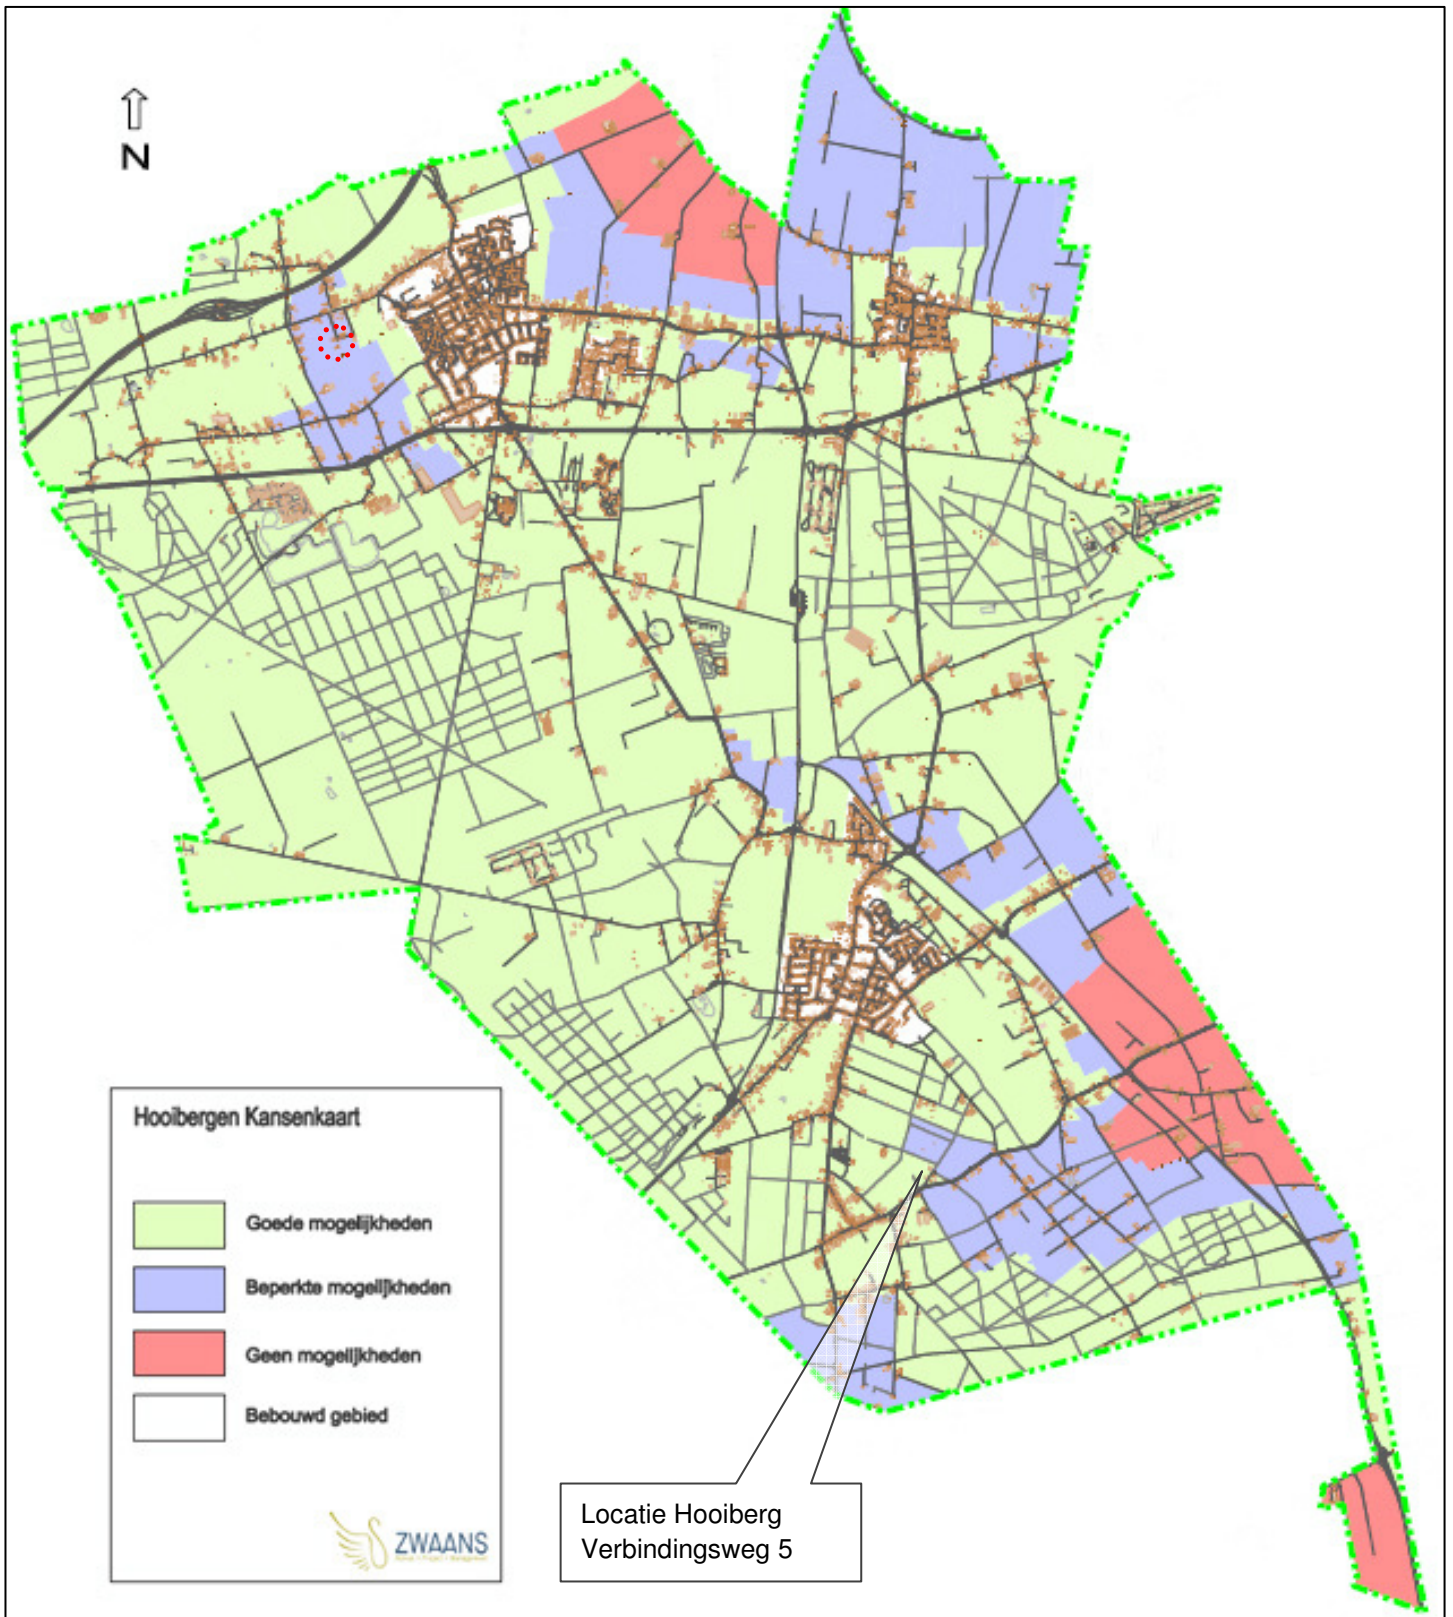 N
Hooibergen Kansenkaart
Goede mogelijkheden
Beperkte mogelijkheden
Geen mogelijkheden
Bebouwd gebied
ZWAANS
Locatie Hooiberg
Verbindingsweg 5